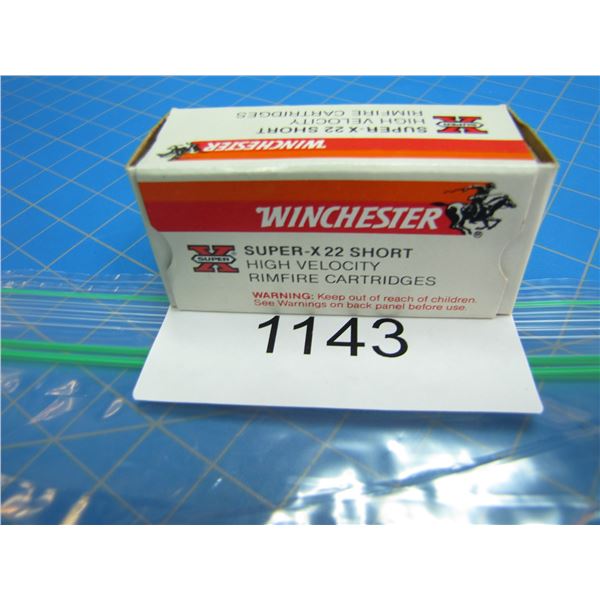 SUPER-X 22 SHORT
HIGH VELOCITY
RIMFIRE CARTRIDGES
X SUPER
WINCHESTER
WINCHESTER
®
X SUPER
SUPER-X 22 SHORT
HIGH VELOCITY
RIMFIRE CARTRIDGES
WARNING: Keep out of reach of children.
See Warnings on back panel before use.
1143